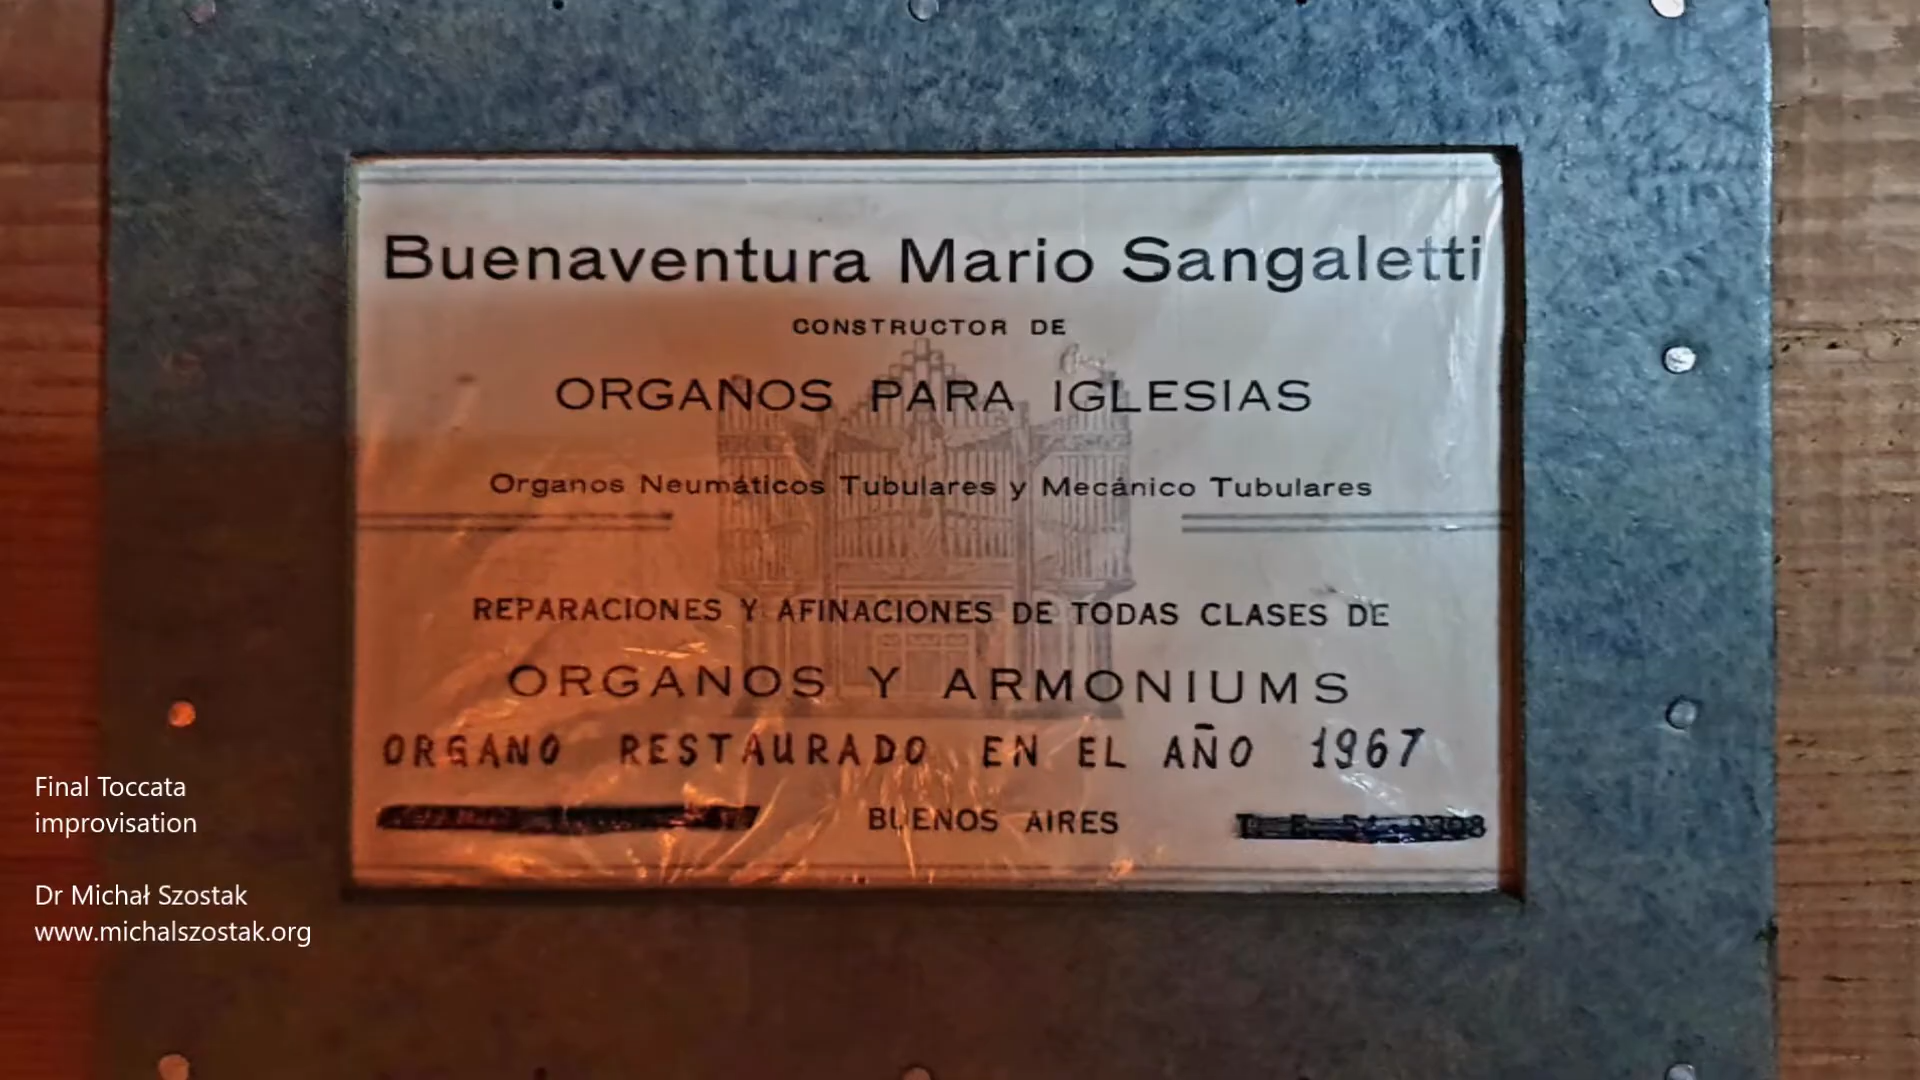 Buenaventura Mario Sangaletti
CONSTRUCTOR DE
ORGANOS PARA IGLESIAS
Organos Neumáticos Tubulares y Mecánico Tubulares
REPARACIONES Y AFINACIONES DE TODAS CLASES DE
ORGANOS Y ARMONIUMS
ORGANO RESTAURADO EN EL AÑO 1967
BUENOS AIRES
Final Toccata
improvisation
Dr Michał Szostak
www.michalszostak.org